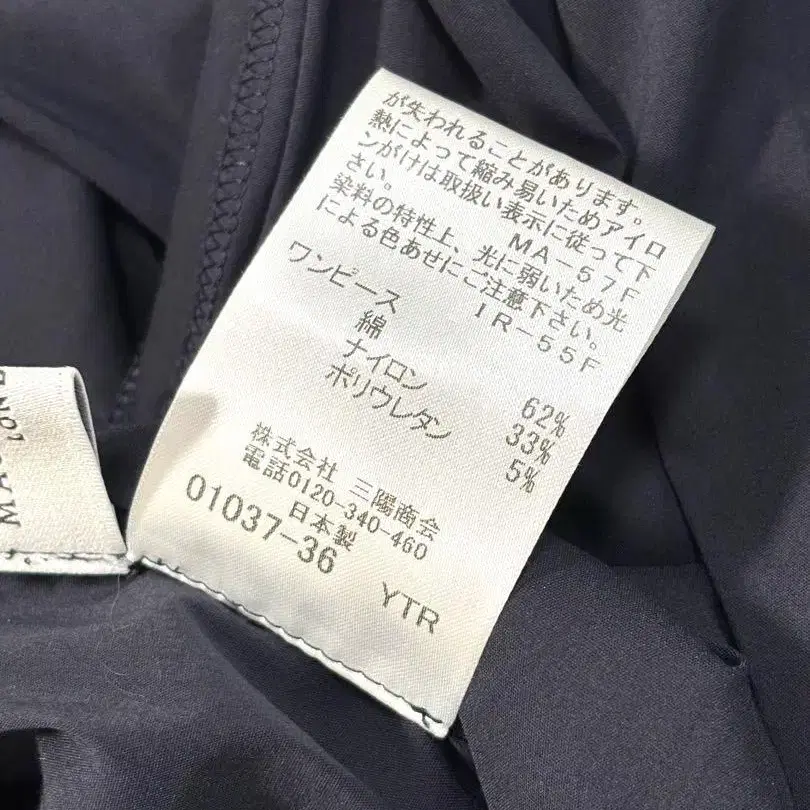 が失われることがあります。
熱によって縮み易いためアイロ
ンがけは取扱い表示に従って下
さい。
MA-57F
染料の特性上、光に弱いため光
による色あせにご注意下さい。
IR-55F
ワンピース
綿 62%
ナイロン 33%
ポリウレタン 5%
株式会社 三陽商会
電話0120-340-460
日本製
01037-36
YTR